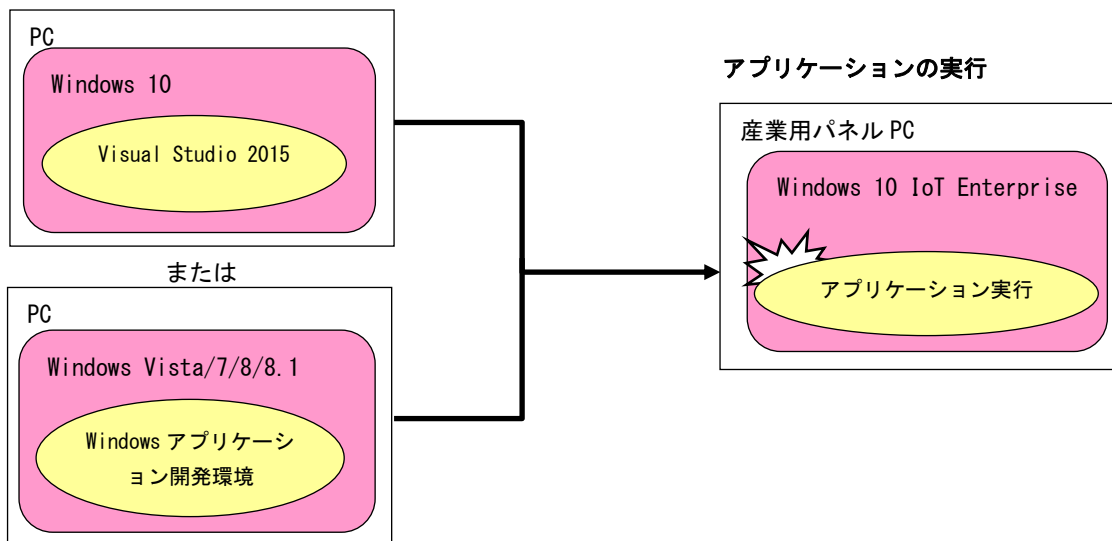 PC
Windows 10
Visual Studio 2015
または
PC
Windows Vista/7/8/8.1
Windows アプリケーシ
ョン開発環境
アプリケーションの実行
産業用パネル PC
Windows 10 IoT Enterprise
アプリケーション実行